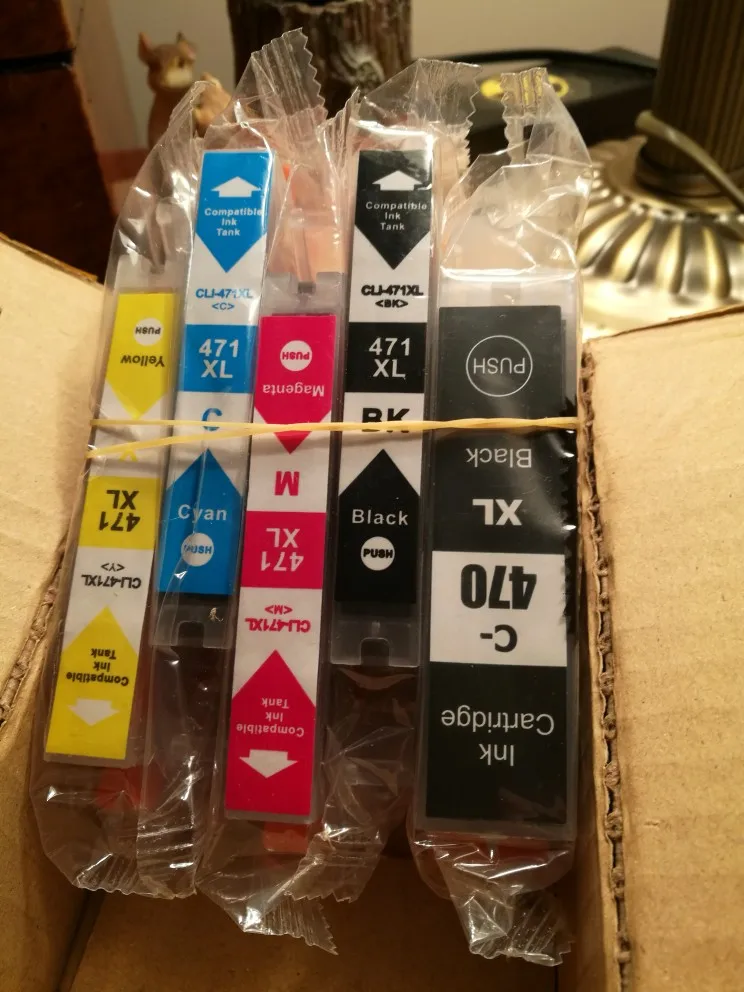 Compatible
Ink
Tank
CLI-471XL
<Y>
471
XL
Y
Yellow
PUSH
Compatible
Ink
Tank
CLI-471XL
<C>
471
XL
C
Cyan
PUSH
Compatible
Ink
Tank
CLI-471XL
<M>
471
XL
M
Magenta
PUSH
Compatible
Ink
Tank
CLI-471XL
<BK>
471
XL
BK
Black
PUSH
Ink
Cartridge
C-
470
XL
Black
PUSH